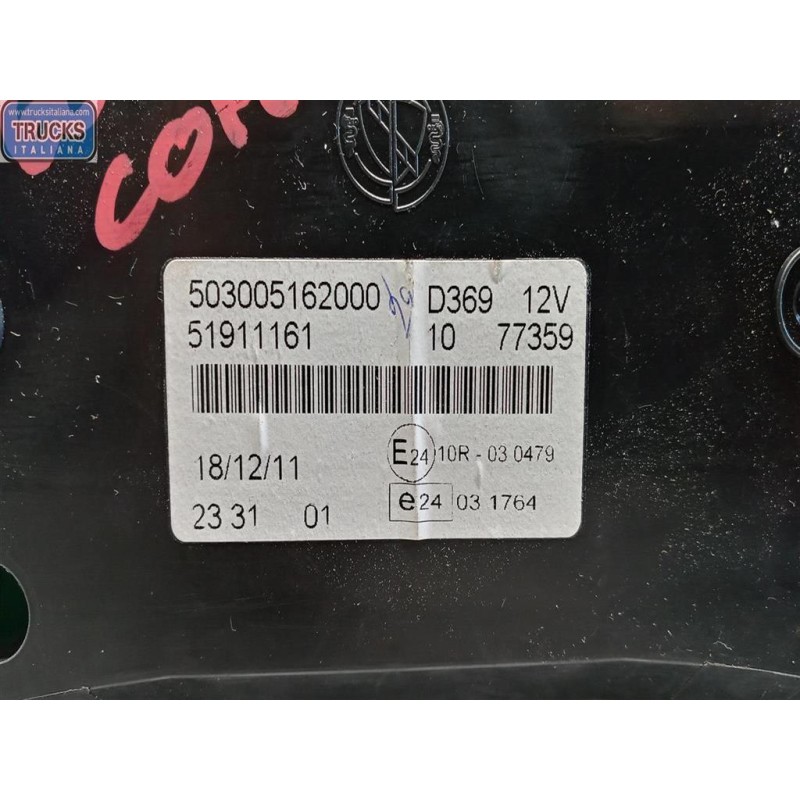 www.trucksitaliana.com
TRUCKS
ITALIANA
503005162000 D369 12V
51911161 10 77359
18/12/11
E24 10R - 03 0479
e24 03 1764
23 31 01